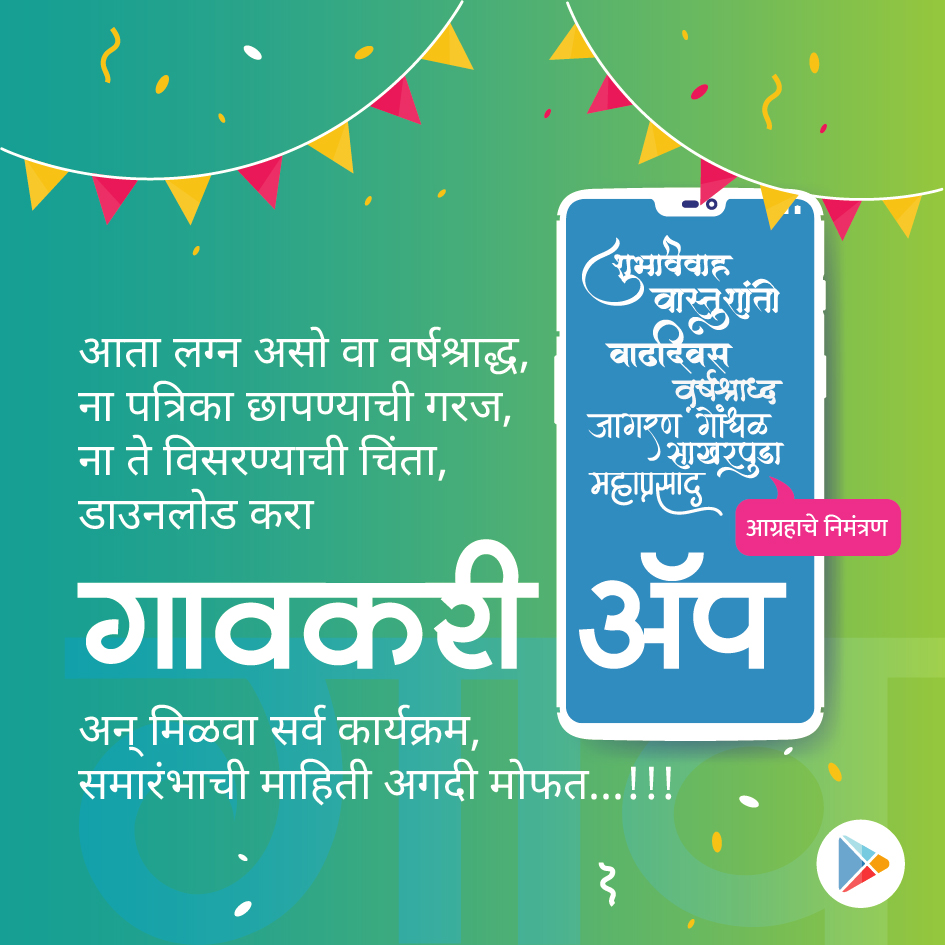 शुभविवाह
वास्तुशांती
वाढदिवस
वर्षश्राध्द
जागरण गोंधळ
साखरपुडा
महाप्रसाद
आग्रहाचे निमंत्रण
आता लग्न असो वा वर्षश्राद्ध,
ना पत्रिका छापण्याची गरज,
ना ते विसरण्याची चिंता,
डाउनलोड करा
गावकरी ॲप
अन् मिळवा सर्व कार्यक्रम,
समारंभाची माहिती अगदी मोफत...!!!
गाव